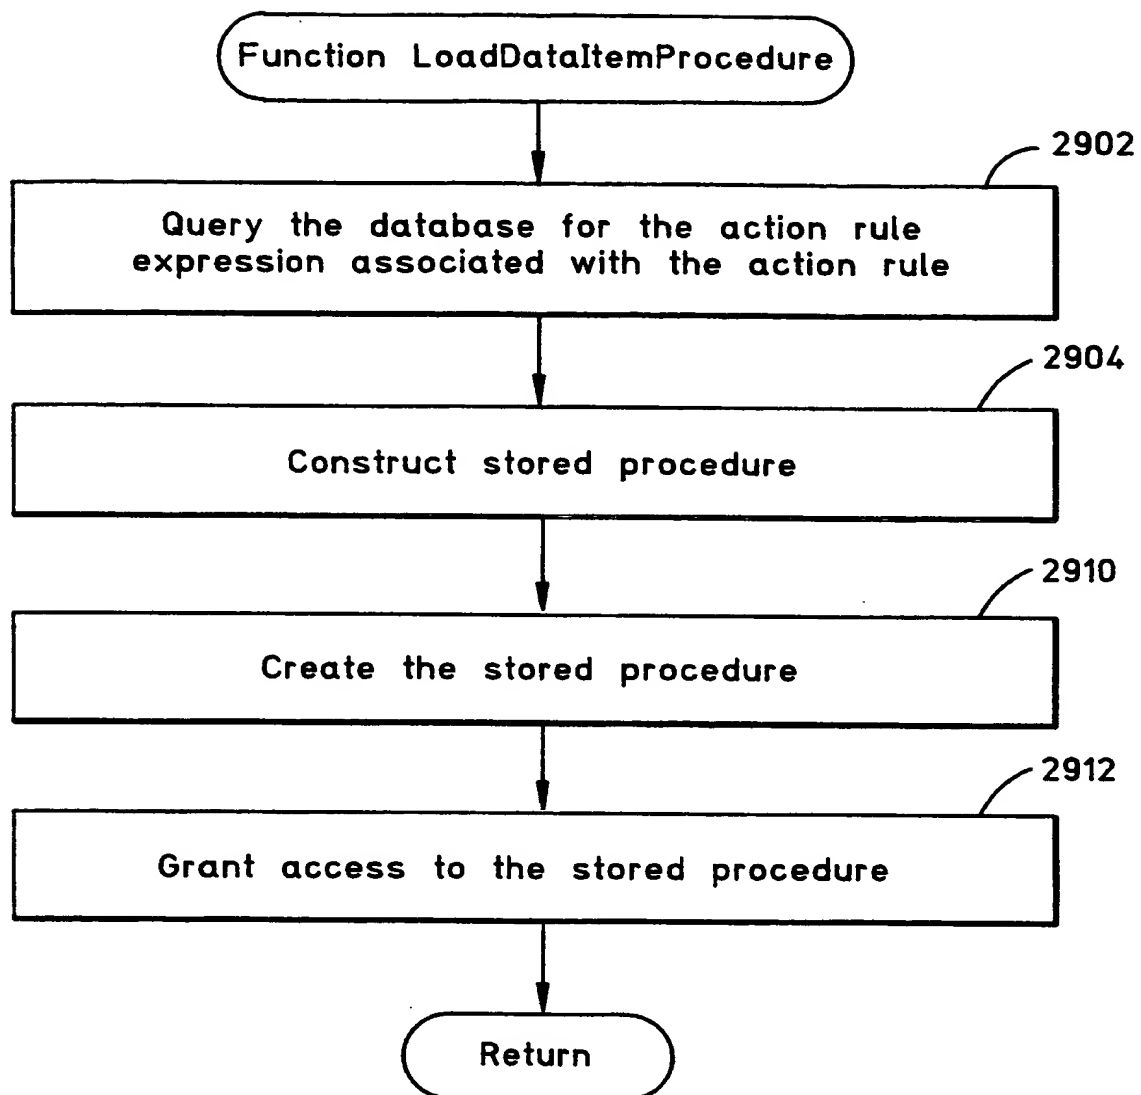 Function LoadDataItemProcedure
2902
Query the database for the action rule
expression associated with the action rule
2904
Construct stored procedure
2910
Create the stored procedure
2912
Grant access to the stored procedure
Return